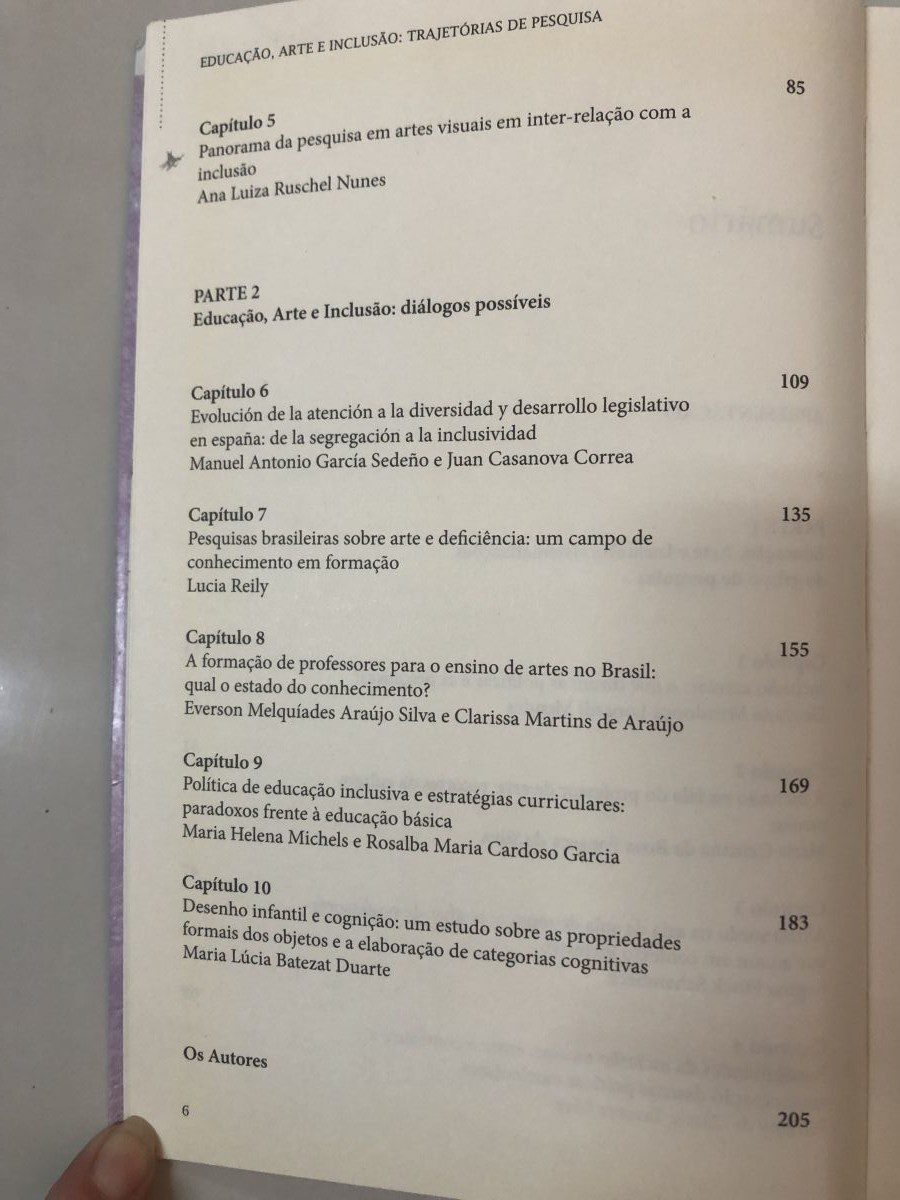 EDUCAÇÃO, ARTE E INCLUSÃO: TRAJETÓRIAS DE PESQUISA
Capítulo 5 85
Panorama da pesquisa em artes visuais em inter-relação com a
inclusão
Ana Luiza Ruschel Nunes
PARTE 2
Educação, Arte e Inclusão: diálogos possíveis
Capítulo 6 109
Evolución de la atención a la diversidad y desarrollo legislativo
en españa: de la segregación a la inclusividad
Manuel Antonio García Sedeño e Juan Casanova Correa
Capítulo 7 135
Pesquisas brasileiras sobre arte e deficiência: um campo de
conhecimento em formação
Lucia Reily
Capítulo 8 155
A formação de professores para o ensino de artes no Brasil:
qual o estado do conhecimento?
Everson Melquíades Araújo Silva e Clarissa Martins de Araújo
Capítulo 9 169
Política de educação inclusiva e estratégias curriculares:
paradoxos frente à educação básica
Maria Helena Michels e Rosalba Maria Cardoso Garcia
Capítulo 10 183
Desenho infantil e cognição: um estudo sobre as propriedades
formais dos objetos e a elaboração de categorias cognitivas
Maria Lúcia Batezat Duarte
Os Autores 205
6